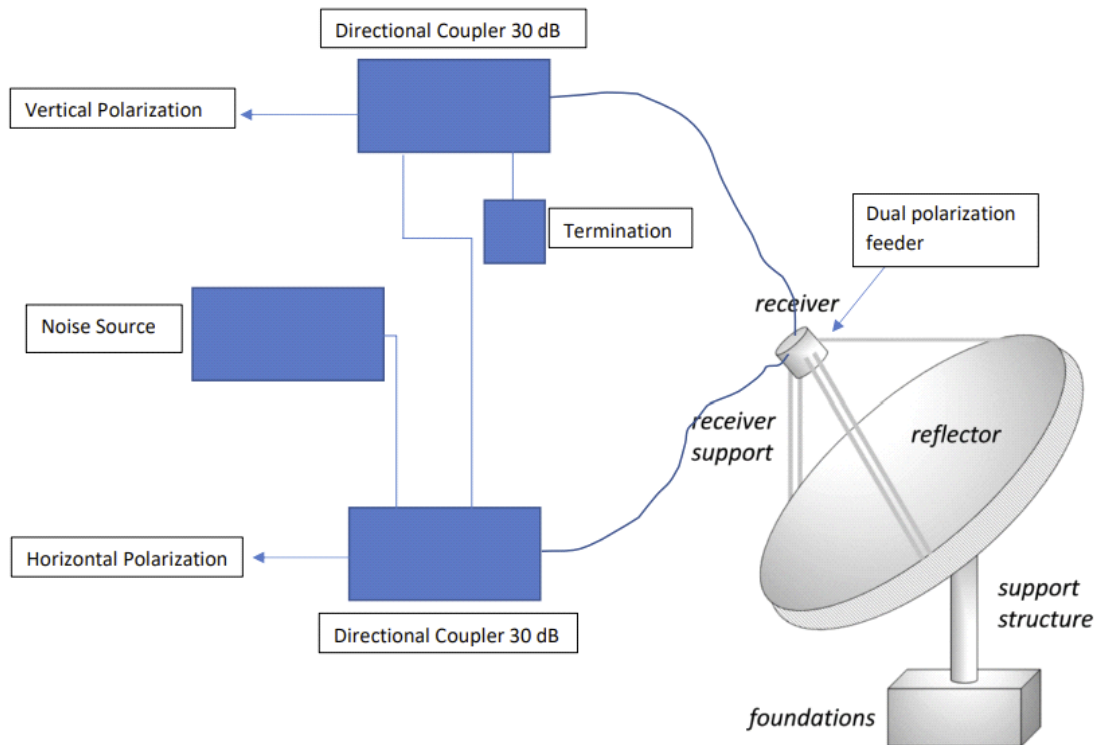 Directional Coupler 30 dB
Vertical Polarization
Termination
Dual polarization
feeder
Noise Source
receiver
receiver
support
reflector
Horizontal Polarization
Directional Coupler 30 dB
support
structure
foundations